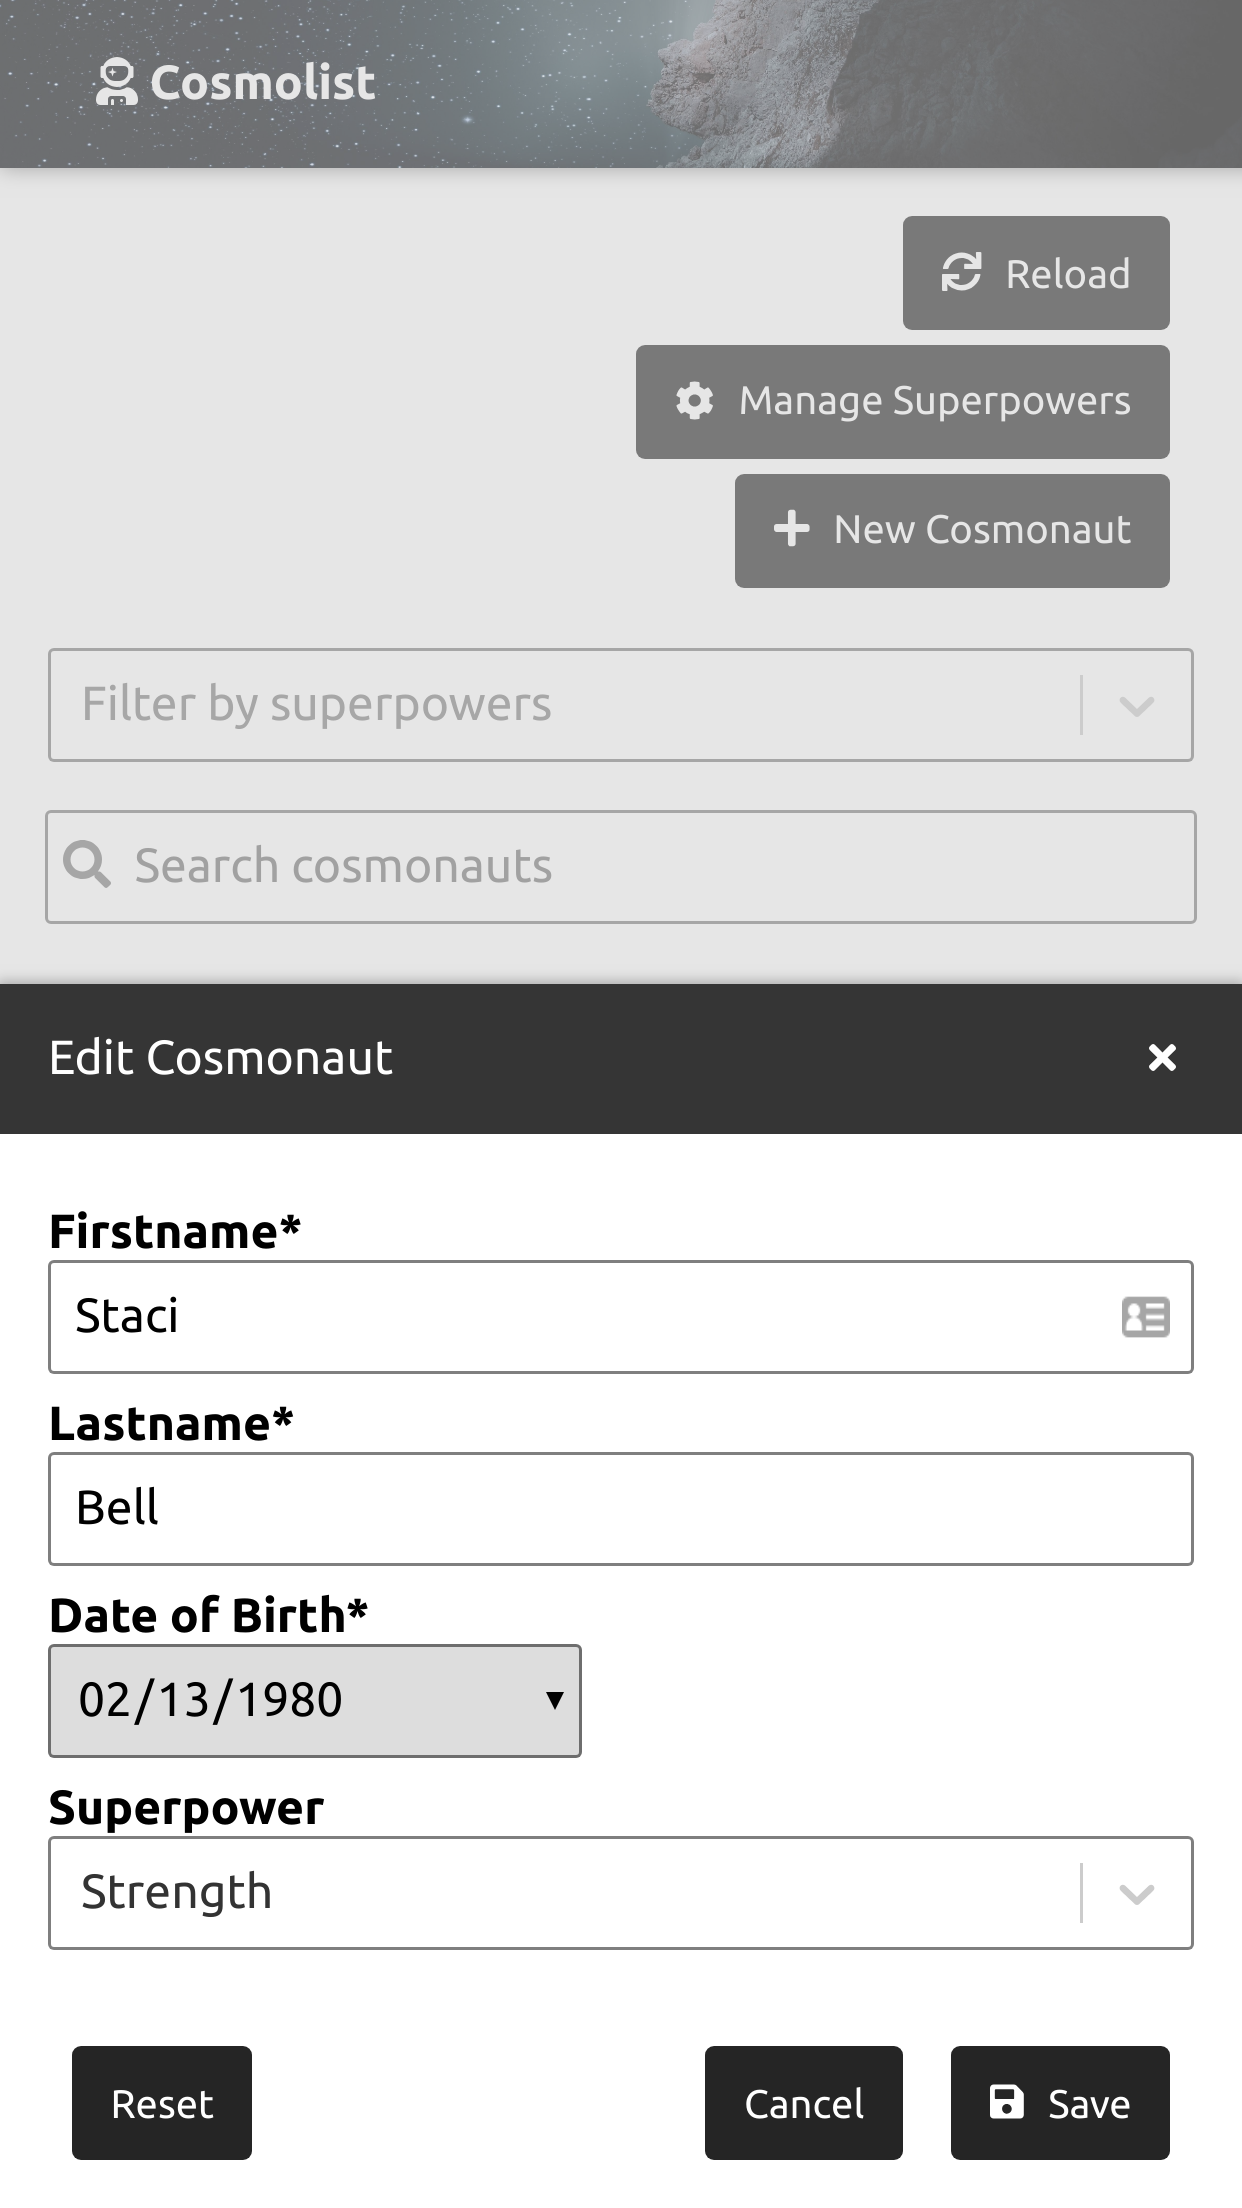 Cosmolist
Reload
Manage Superpowers
New Cosmonaut
Filter by superpowers
Search cosmonauts
Edit Cosmonaut
Firstname*
Staci
Lastname*
Bell
Date of Birth*
02/13/1980
Superpower
Strength
Reset Cancel Save